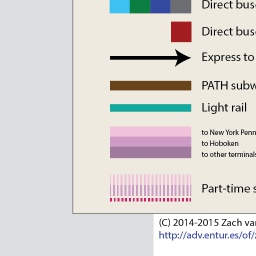 Direct buse
Direct buse
Express to
PATH subw
Light rail
to New York Penn
to Hoboken
to other terminals
Part-time s
(C) 2014-2015 Zach va
http://adv.entur.es/of/